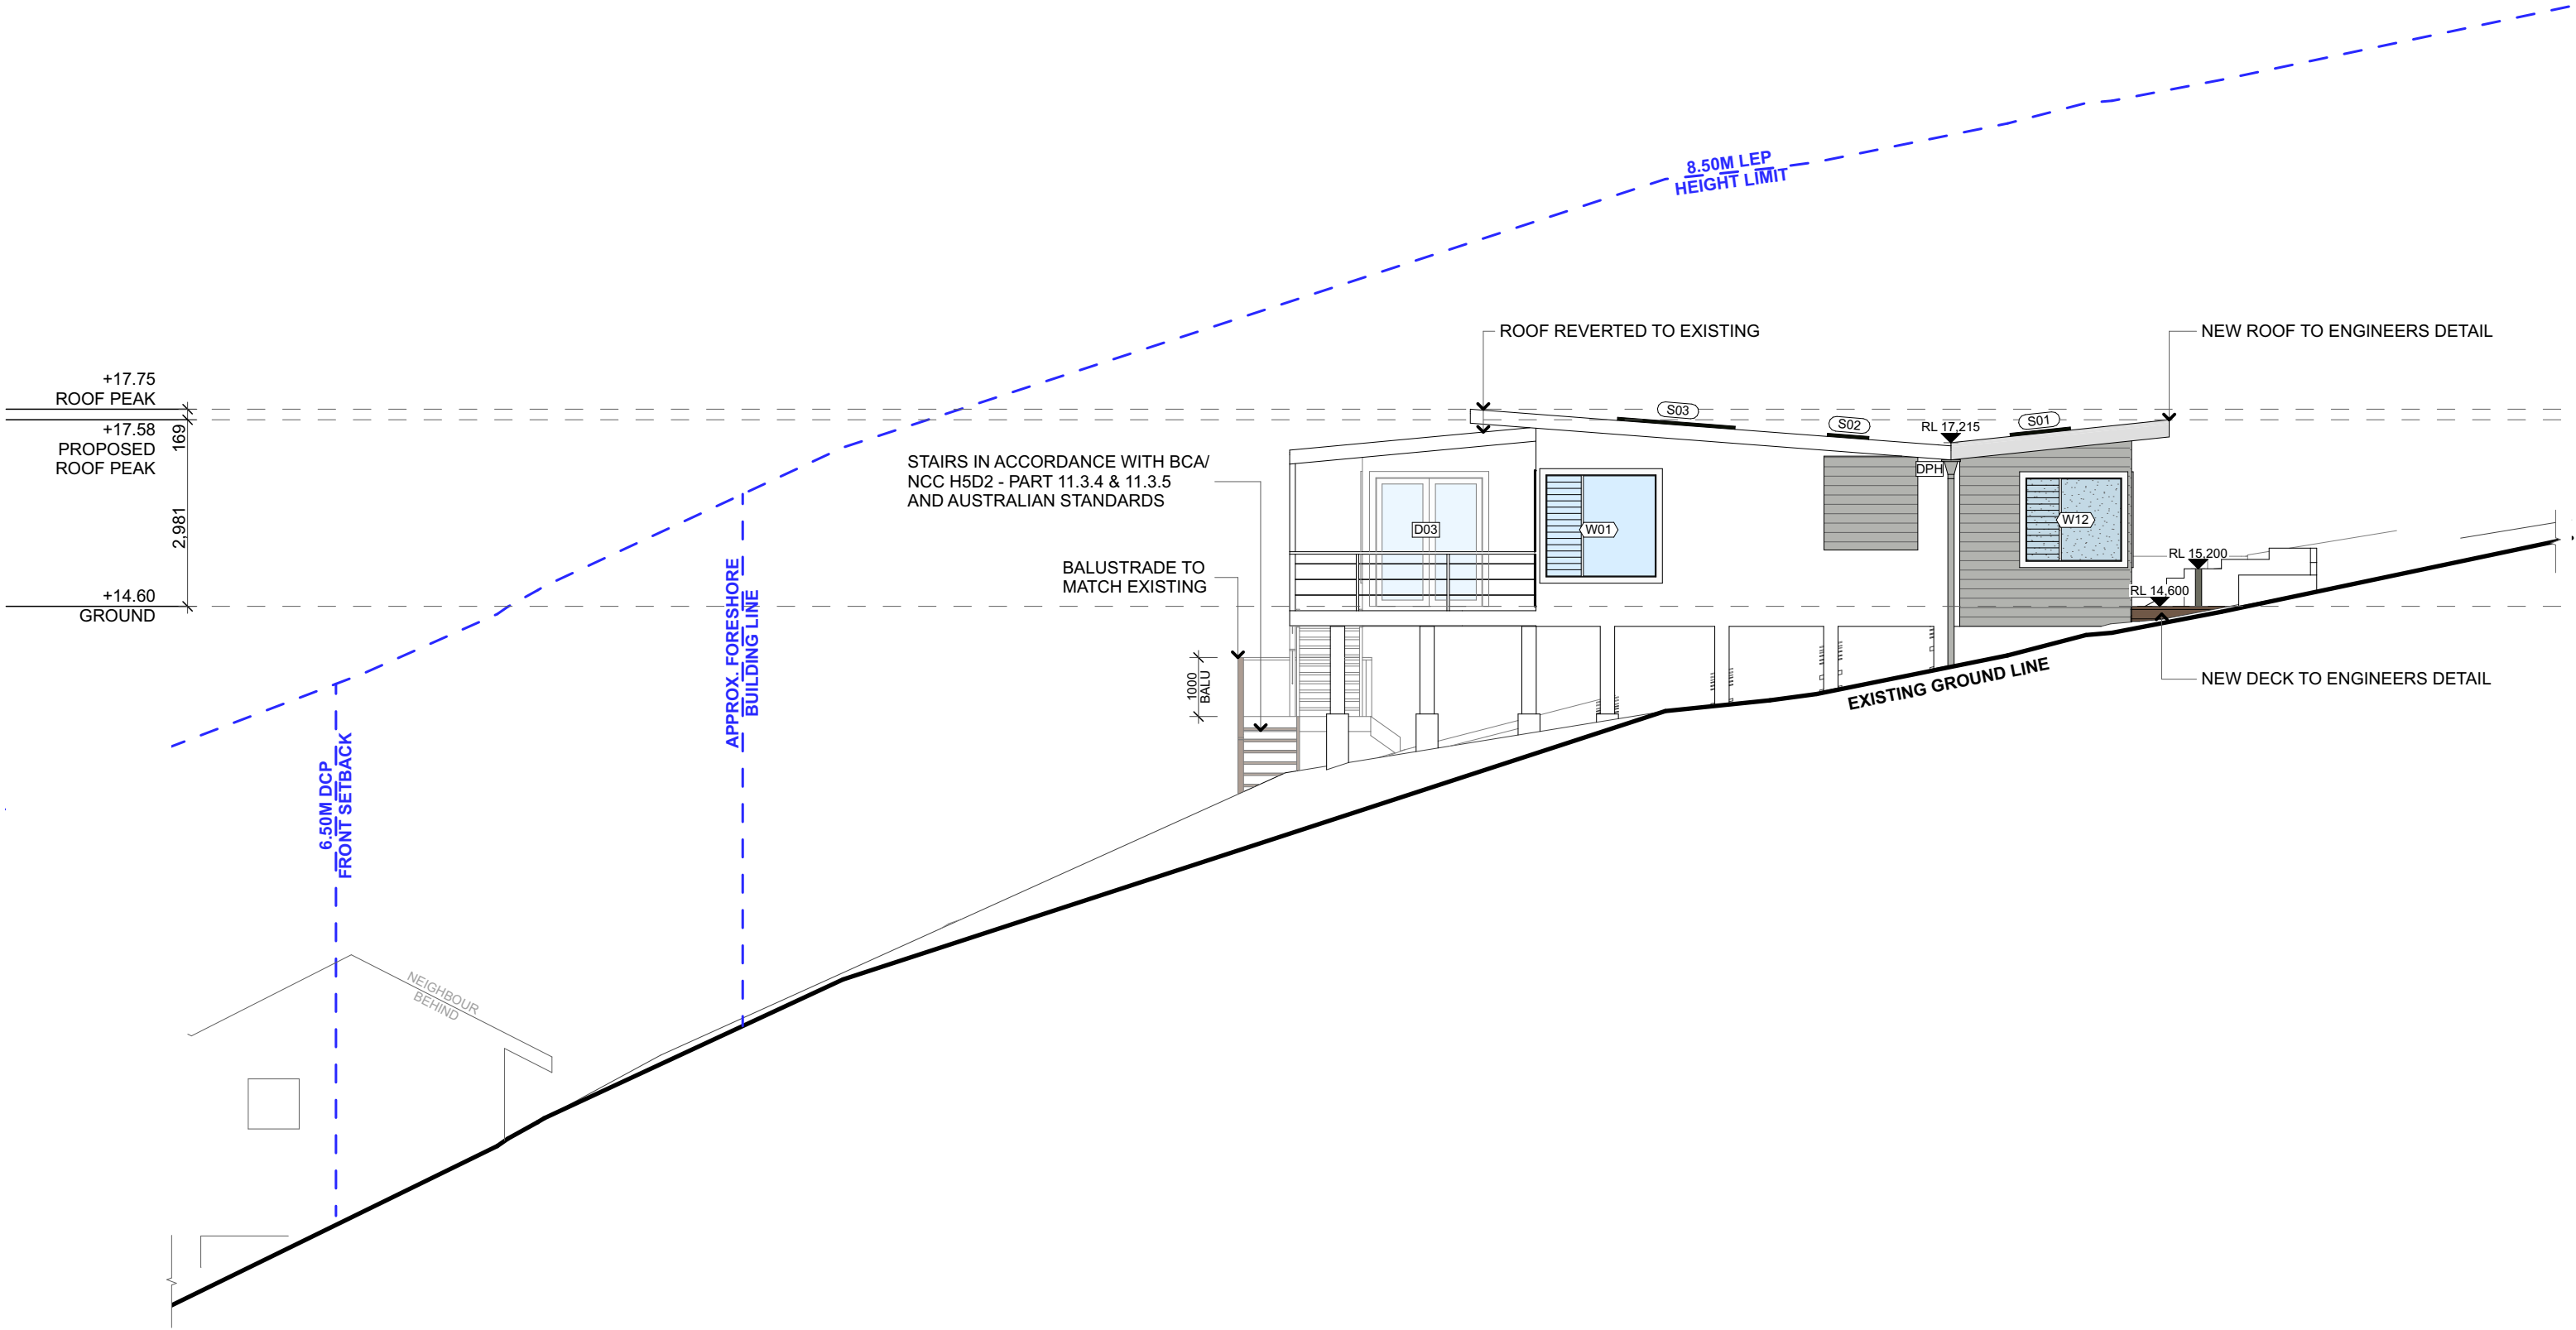 8.50M LEP
HEIGHT LIMIT
ROOF REVERTED TO EXISTING
NEW ROOF TO ENGINEERS DETAIL
+17.75
ROOF PEAK
+17.58
PROPOSED
ROOF PEAK
169
2,981
+14.60
GROUND
S03
S02
S01
RL 17,215
DPH
STAIRS IN ACCORDANCE WITH BCA/
NCC H5D2 - PART 11.3.4 & 11.3.5
AND AUSTRALIAN STANDARDS
D03
W01
W12
BALUSTRADE TO
MATCH EXISTING
RL 15,200
RL 14,600
1000
BALU
APPROX. FORESHORE
BUILDING LINE
EXISTING GROUND LINE
NEW DECK TO ENGINEERS DETAIL
6.50M DCP
FRONT SETBACK
NEIGHBOUR
BEHIND